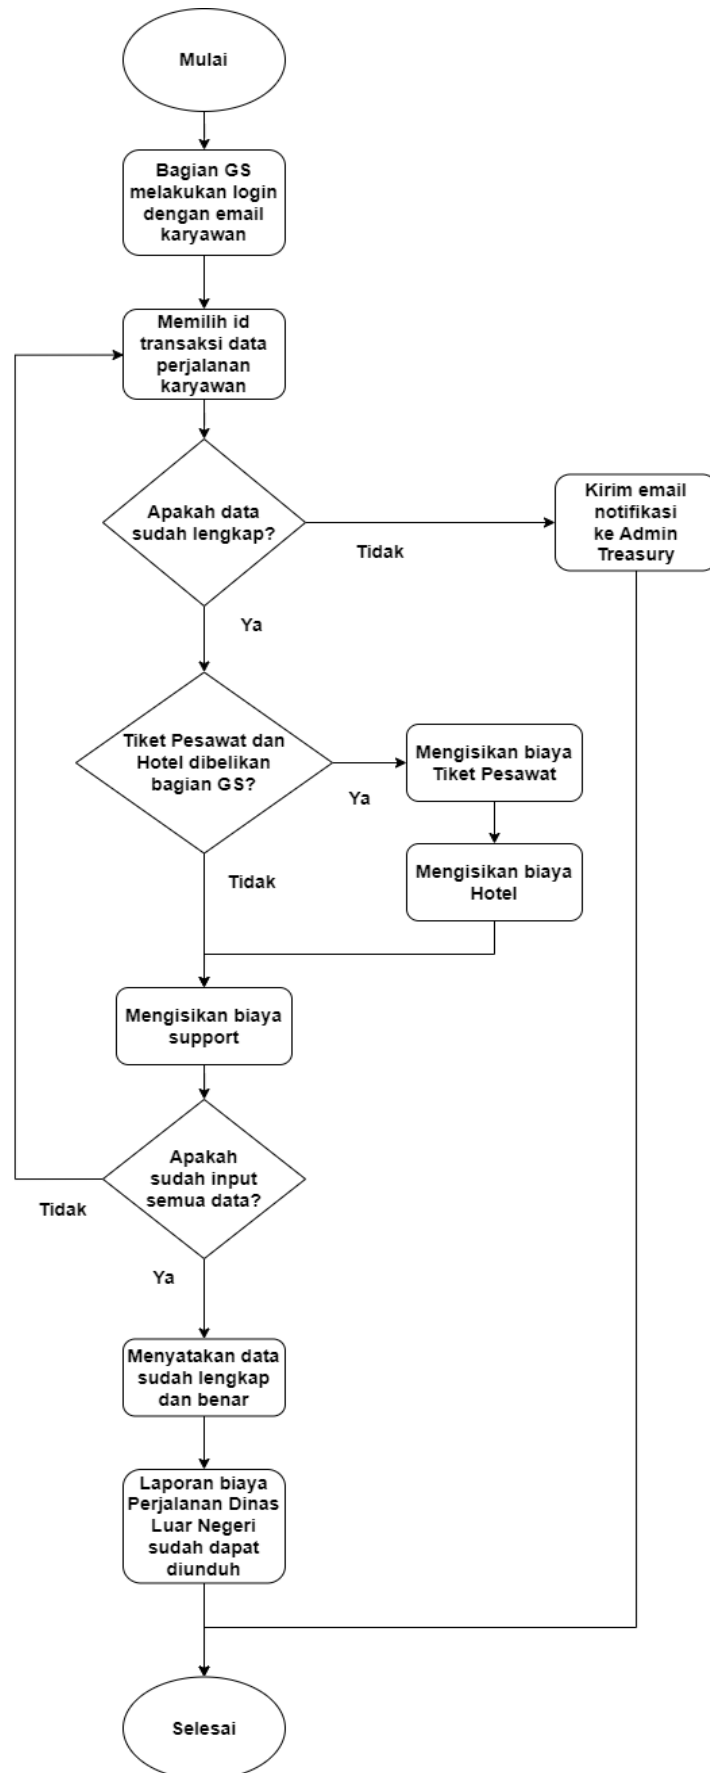 Mulai
Bagian GS
melakukan login
dengan email
karyawan
Memilih id
transaksi data
perjalanan
karyawan
Apakah data
sudah lengkap?
Tidak
Kirim email
notifikasi
ke Admin
Treasury
Ya
Tiket Pesawat dan
Hotel dibelikan
bagian GS?
Ya
Mengisikan biaya
Tiket Pesawat
Mengisikan biaya
Hotel
Tidak
Mengisikan biaya
support
Apakah
sudah input
semua data?
Tidak
Ya
Menyatakan data
sudah lengkap
dan benar
Laporan biaya
Perjalanan Dinas
Luar Negeri
sudah dapat
diunduh
Selesai